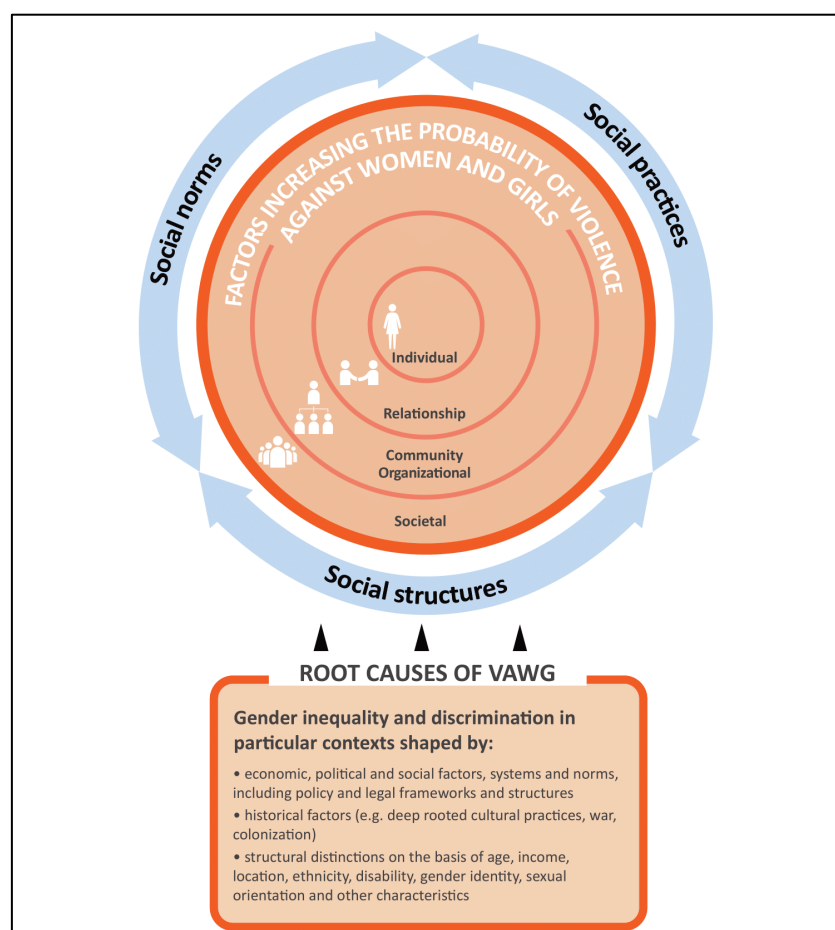 Social norms
Social practices
FACTORS INCREASING THE PROBABILITY OF VIOLENCE
AGAINST WOMEN AND GIRLS
Individual
Relationship
Community
Organizational
Societal
Social structures
ROOT CAUSES OF VAWG
Gender inequality and discrimination in
particular contexts shaped by:
• economic, political and social factors, systems and norms,
including policy and legal frameworks and structures
• historical factors (e.g. deep rooted cultural practices, war,
colonization)
• structural distinctions on the basis of age, income,
location, ethnicity, disability, gender identity, sexual
orientation and other characteristics